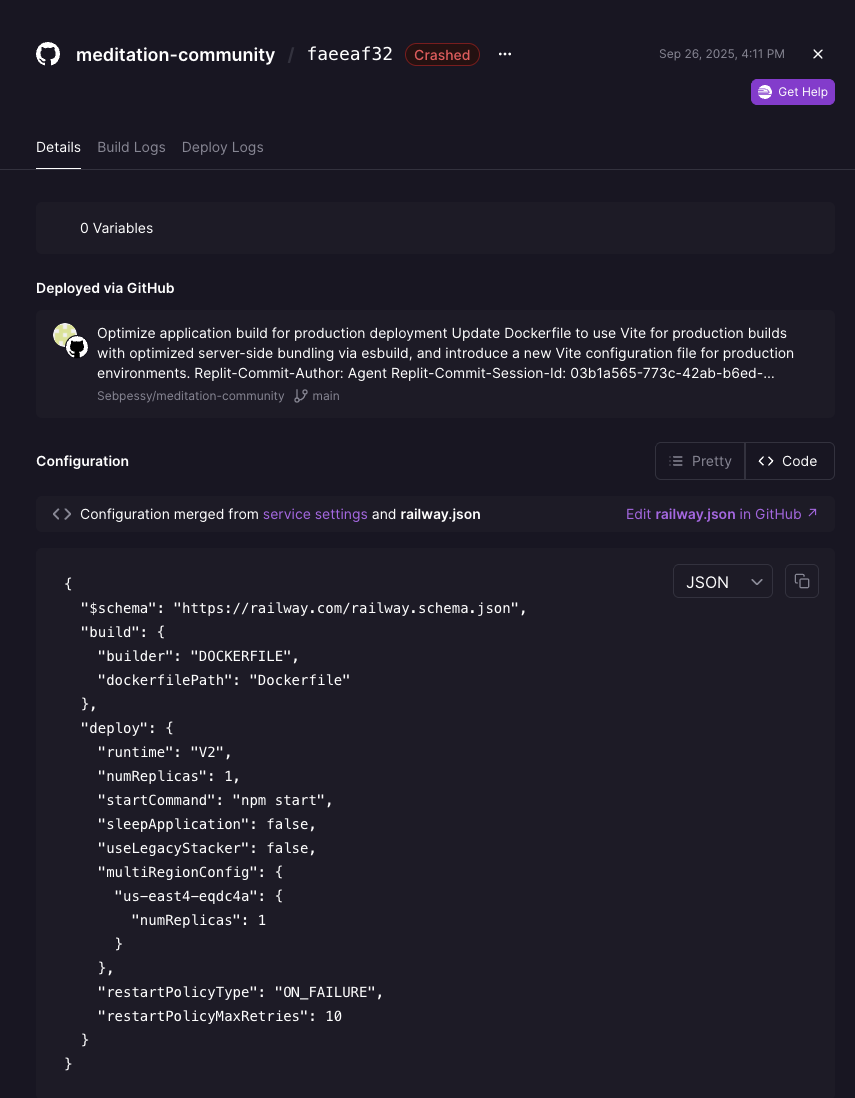 meditation-community / faeeaf32 Crashed ··· Sep 26, 2025, 4:11 PM
Get Help
Details Build Logs Deploy Logs
0 Variables
Deployed via GitHub
Optimize application build for production deployment Update Dockerfile to use Vite for production builds
with optimized server-side bundling via esbuild, and introduce a new Vite configuration file for production
environments. Replit-Commit-Author: Agent Replit-Commit-Session-Id: 03b1a565-773c-42ab-b6ed-...
Sebpessy/meditation-community main
Configuration Pretty <> Code
<> Configuration merged from service settings and railway.json Edit railway.json in GitHub ↗
JSON
{
"$schema": "https://railway.com/railway.schema.json",
"build": {
"builder": "DOCKERFILE",
"dockerfilePath": "Dockerfile"
},
"deploy": {
"runtime": "V2",
"numReplicas": 1,
"startCommand": "npm start",
"sleepApplication": false,
"useLegacyStacker": false,
"multiRegionConfig": {
"us-east4-eqdc4a": {
"numReplicas": 1
}
},
"restartPolicyType": "ON_FAILURE",
"restartPolicyMaxRetries": 10
}
}